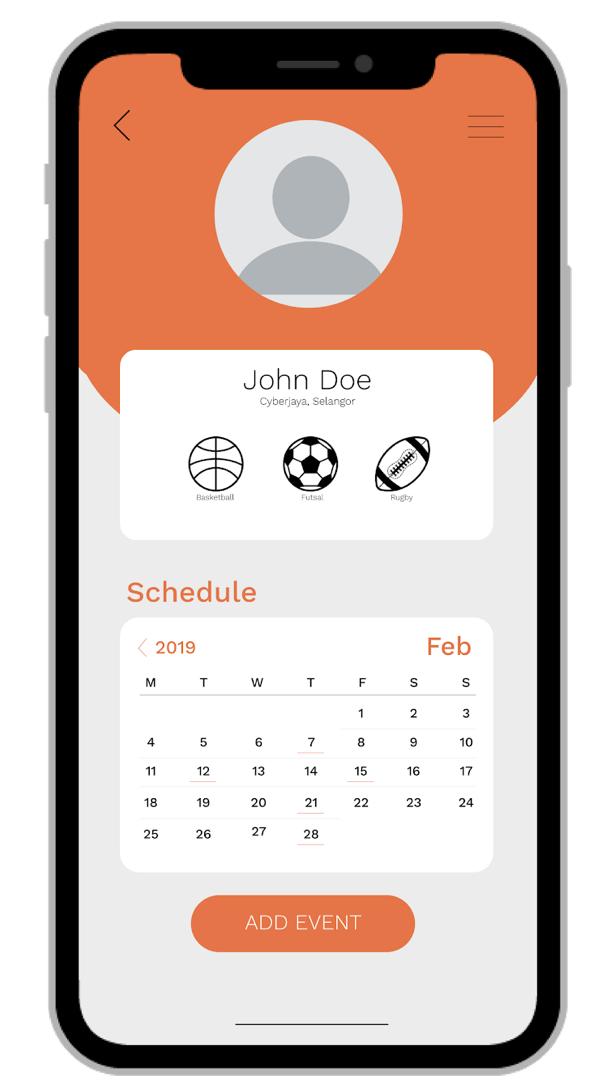 John Doe
Cyberjaya, Selangor
Basketball Futsal Rugby
Schedule
2019 Feb
M T W T F S S
1 2 3
4 5 6 7 8 9 10
11 12 13 14 15 16 17
18 19 20 21 22 23 24
25 26 27 28
ADD EVENT